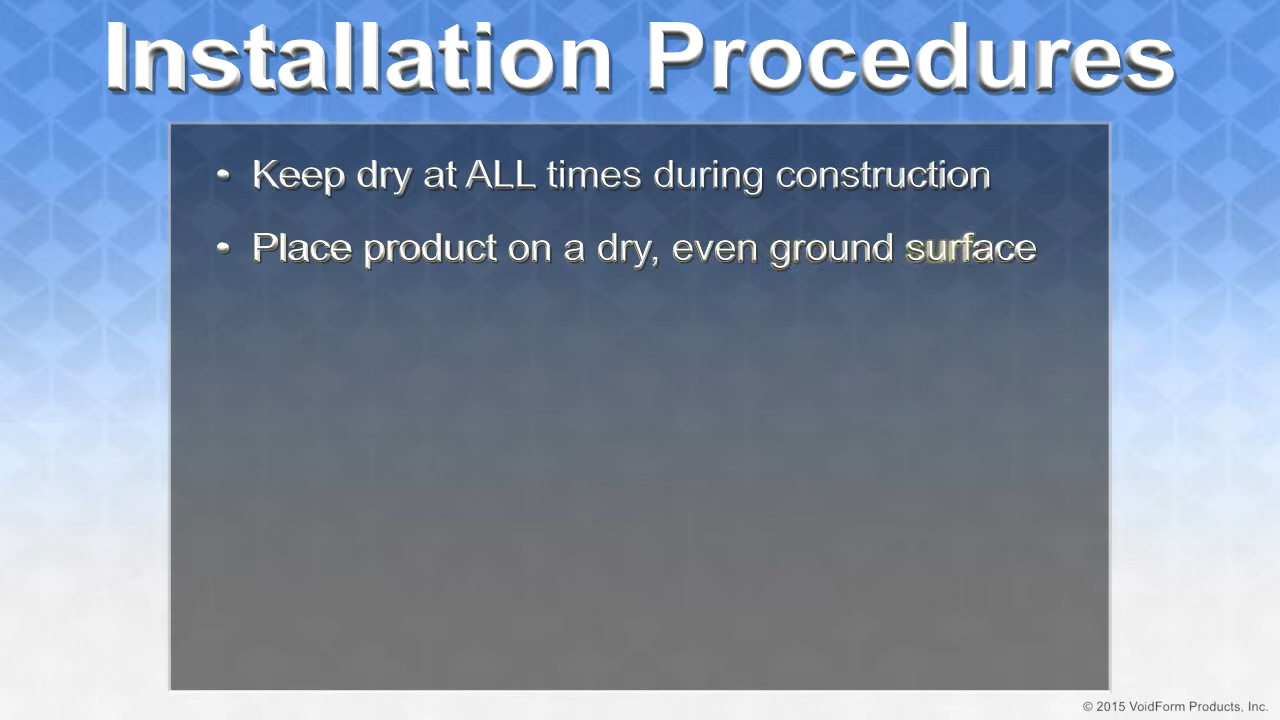 Installation Procedures
• Keep dry at ALL times during construction
• Place product on a dry, even ground surface
© 2015 VoidForm Products, Inc.